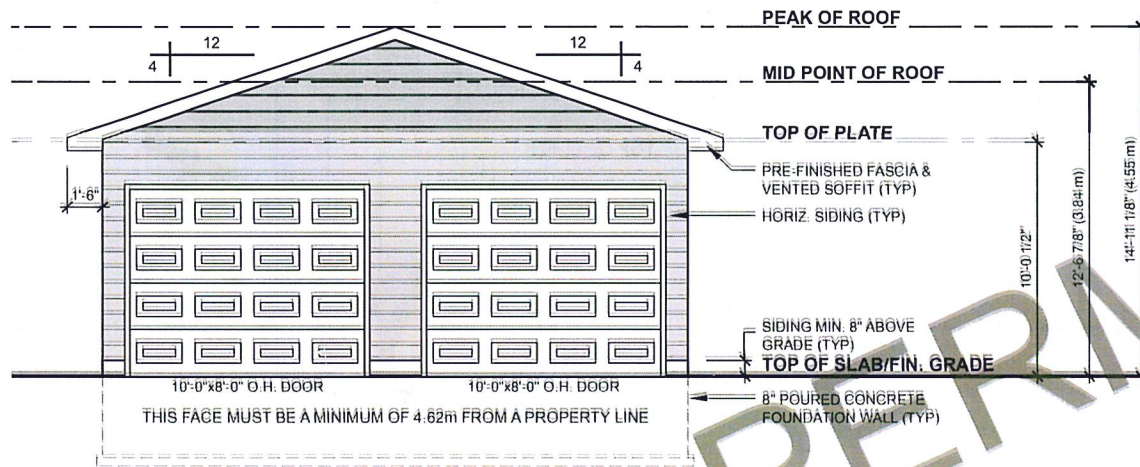 PEAK OF ROOF
12
4
12
4
MID POINT OF ROOF
TOP OF PLATE
PRE-FINISHED FASCIA &
VENTED SOFFIT (TYP)
1'-6"
HORIZ. SIDING (TYP)
10'-0 1/2"
12'-6 7/8" (3.84 m)
14'-11 1/8" (4.55 m)
SIDING MIN. 8" ABOVE
GRADE (TYP)
TOP OF SLAB/FIN. GRADE
10'-0"x8'-0" O.H. DOOR
10'-0"x8'-0" O.H. DOOR
8" POURED CONCRETE
FOUNDATION WALL (TYP)
THIS FACE MUST BE A MINIMUM OF 4.62m FROM A PROPERTY LINE
PERM